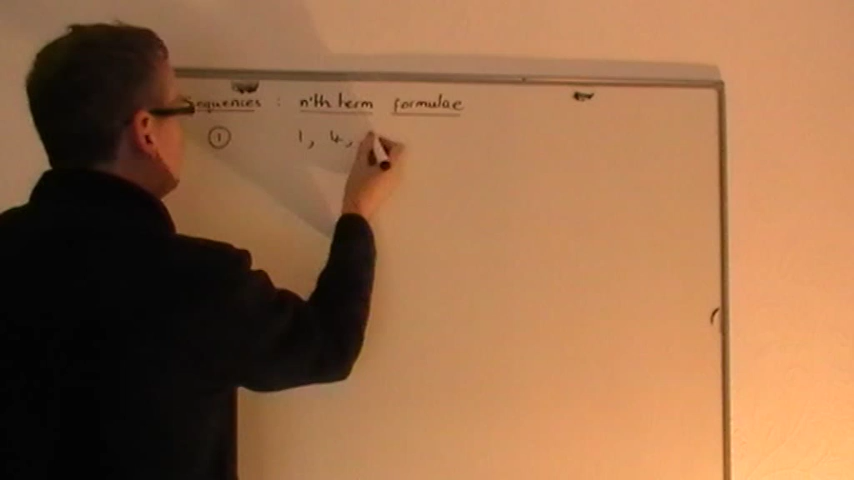 Sequences : n'th term formulae
① 1, 4,